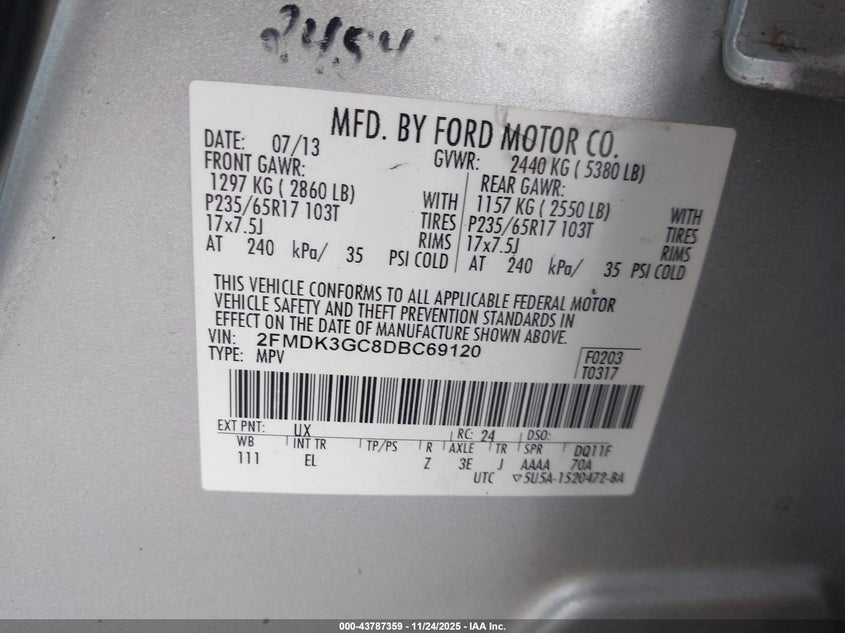 2454
MFD. BY FORD MOTOR CO.
DATE: 07/13 GVWR: 2440 KG ( 5380 LB)
FRONT GAWR: REAR GAWR:
1297 KG ( 2860 LB) WITH 1157 KG ( 2550 LB) WITH
P235/65R17 103T TIRES P235/65R17 103T TIRES
17x7.5J RIMS 17x7.5J RIMS
AT 240 kPa/ 35 PSI COLD AT 240 kPa/ 35 PSI COLD
THIS VEHICLE CONFORMS TO ALL APPLICABLE FEDERAL MOTOR
VEHICLE SAFETY AND THEFT PREVENTION STANDARDS IN
EFFECT ON THE DATE OF MANUFACTURE SHOWN ABOVE.
VIN: 2FMDK3GC8DBC69120
TYPE: MPV
F0203
T0317
EXT PNT: UX RC: 24 DSO:
WB INT TR TP/PS R AXLE TR SPR DQ11F
111 EL Z 3E J AAAA 70A
UTC ▽5U5A-1520472-BA
000-43787359 — 11/24/2025 — IAA Inc.